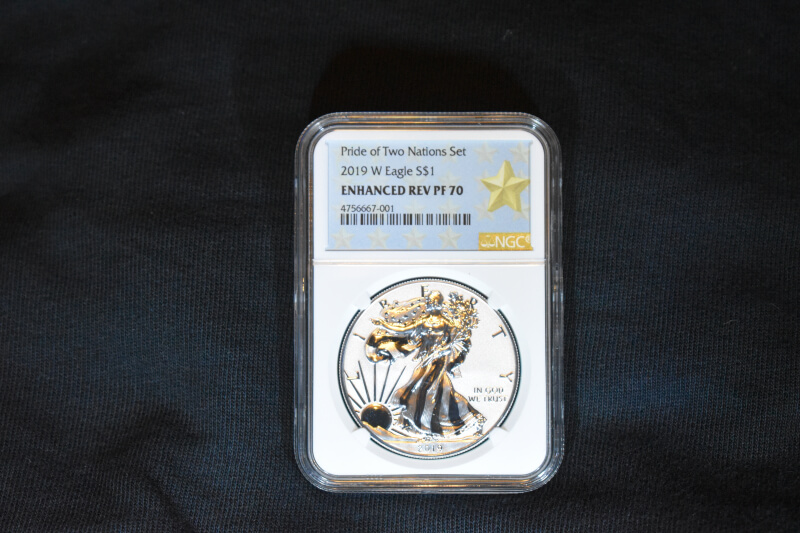 Pride of Two Nations Set
2019 W Eagle S$1
ENHANCED REV PF 70
4756667-001
NGC
LIBERTY
IN GOD
WE TRUST
2019